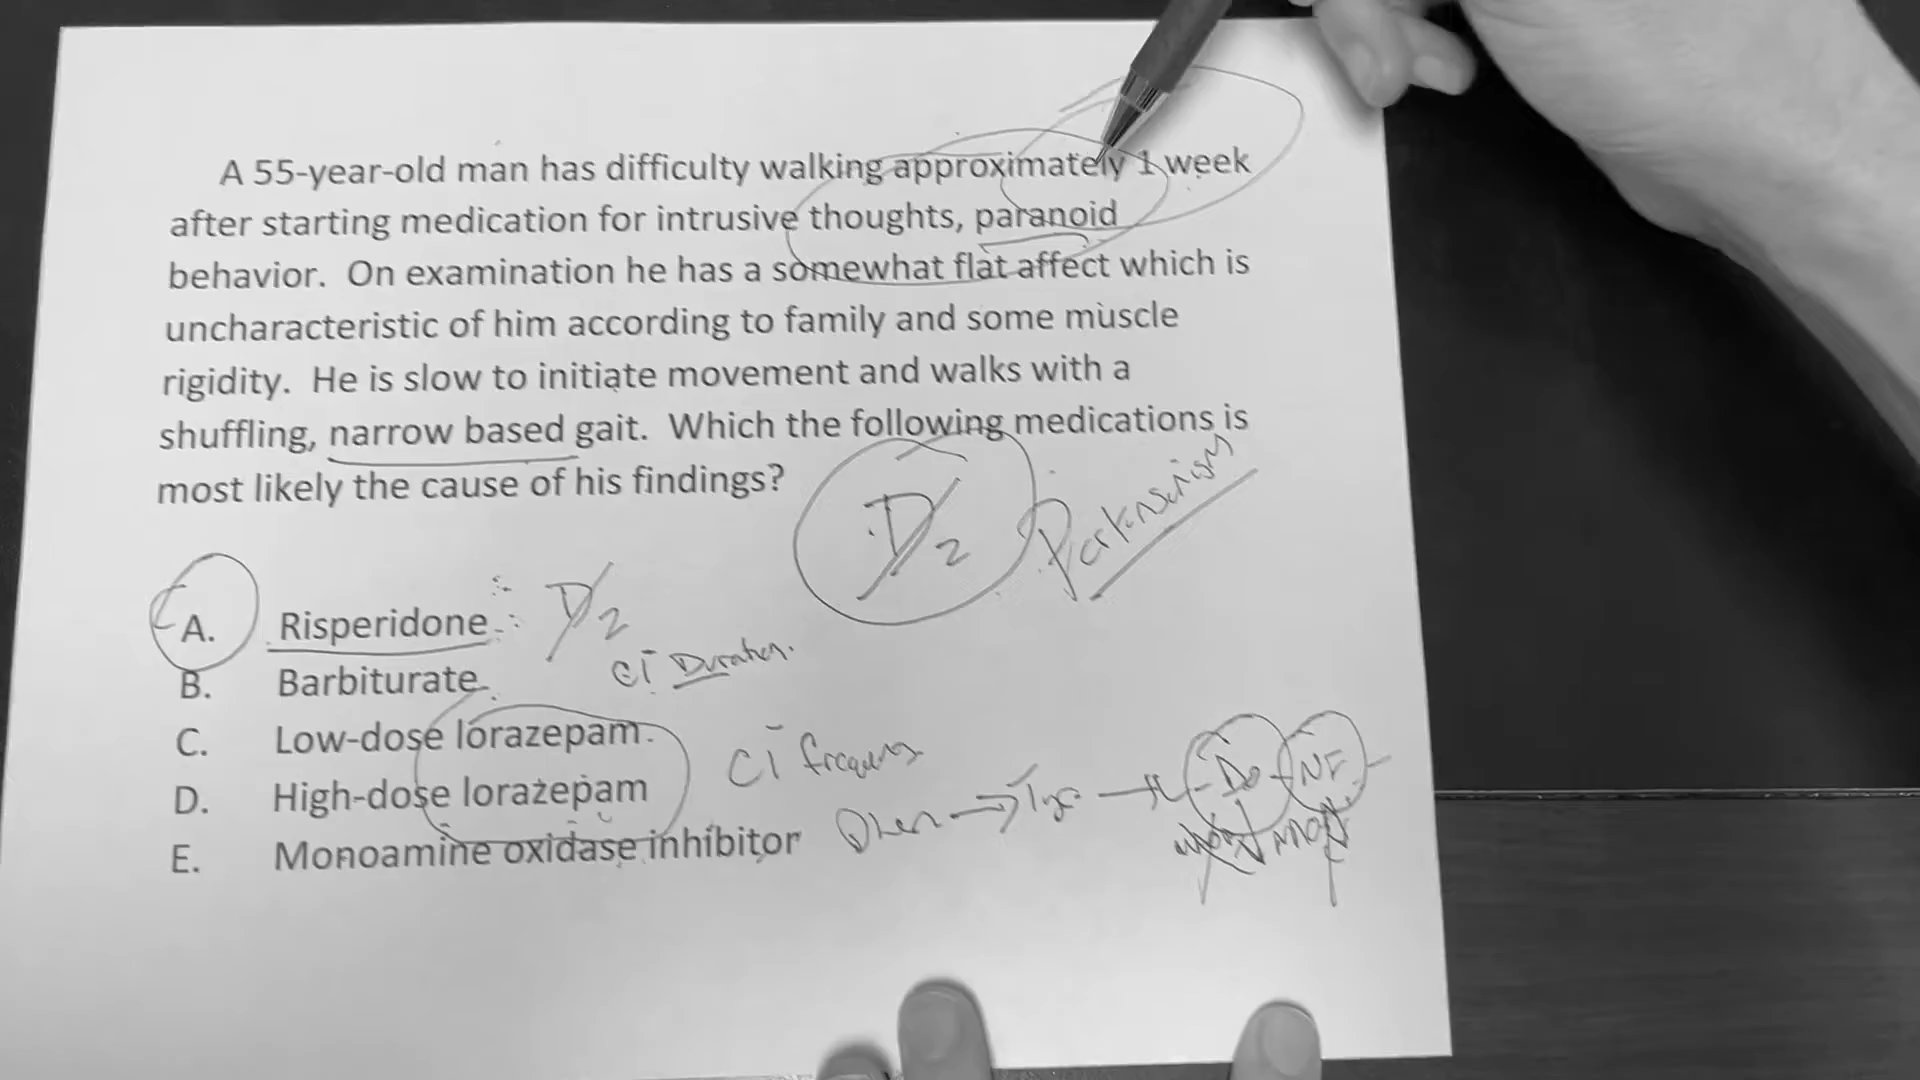 A 55-year-old man has difficulty walking approximately 1 week
after starting medication for intrusive thoughts, paranoid
behavior. On examination he has a somewhat flat affect which is
uncharacteristic of him according to family and some muscle
rigidity. He is slow to initiate movement and walks with a
shuffling, narrow based gait. Which the following medications is
most likely the cause of his findings?
D2
Parkinsonism
A. Risperidone
D2
Cl Duration.
B. Barbiturate
C. Low-dose lorazepam
Cl
D. High-dose lorazepam
Do NE
E. Monoamine oxidase inhibitor